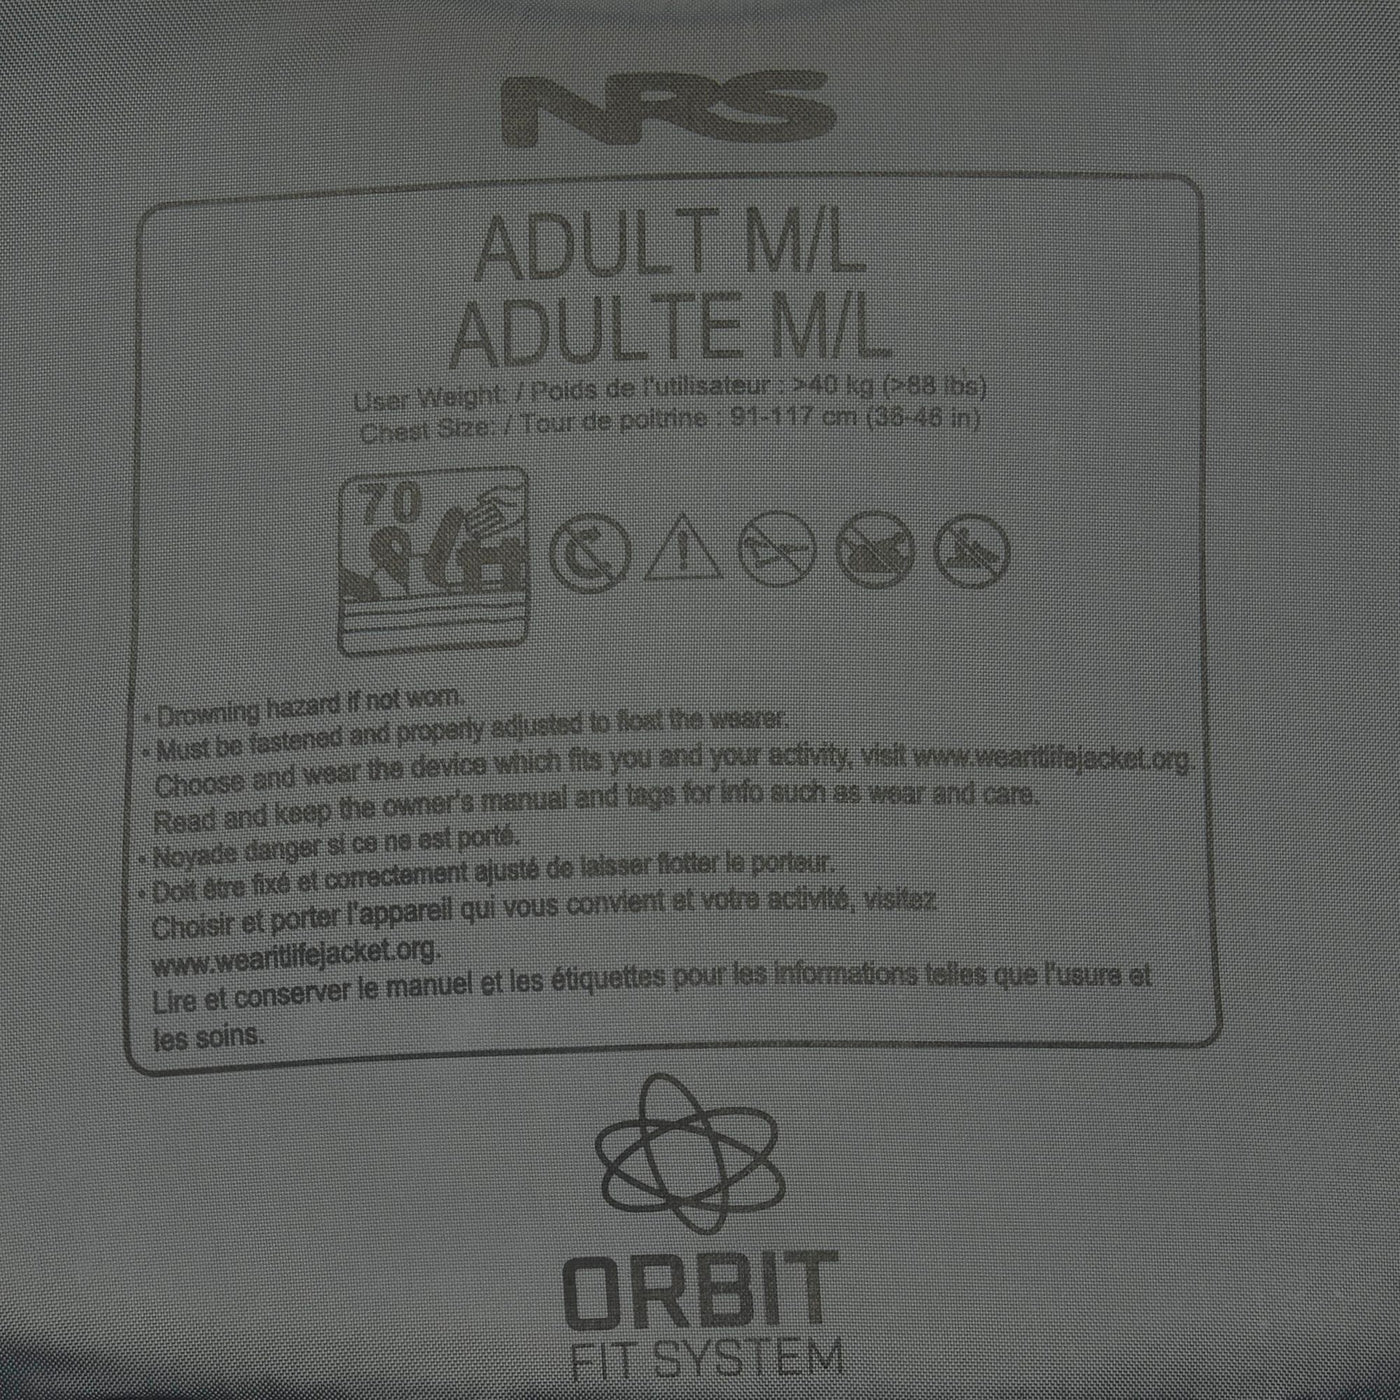 NRS
ADULT M/L
ADULTE M/L
User Weight: / Poids de l'utilisateur : >40 kg (>88 lbs)
Chest Size: / Tour de poitrine : 91-117 cm (36-46 in)
70
• Drowning hazard if not worn.
• Must be fastened and properly adjusted to float the wearer.
Choose and wear the device which fits you and your activity, visit www.wearitlifejacket.org.
Read and keep the owner's manual and tags for info such as wear and care.
• Noyade danger si ce ne est porté.
• Doit être fixé et correctement ajusté de laisser flotter le porteur.
Choisir et porter l'appareil qui vous convient et votre activité, visitez
www.wearitlifejacket.org.
Lire et conserver le manuel et les étiquettes pour les informations telles que l'usure et
les soins.
ORBIT
FIT SYSTEM